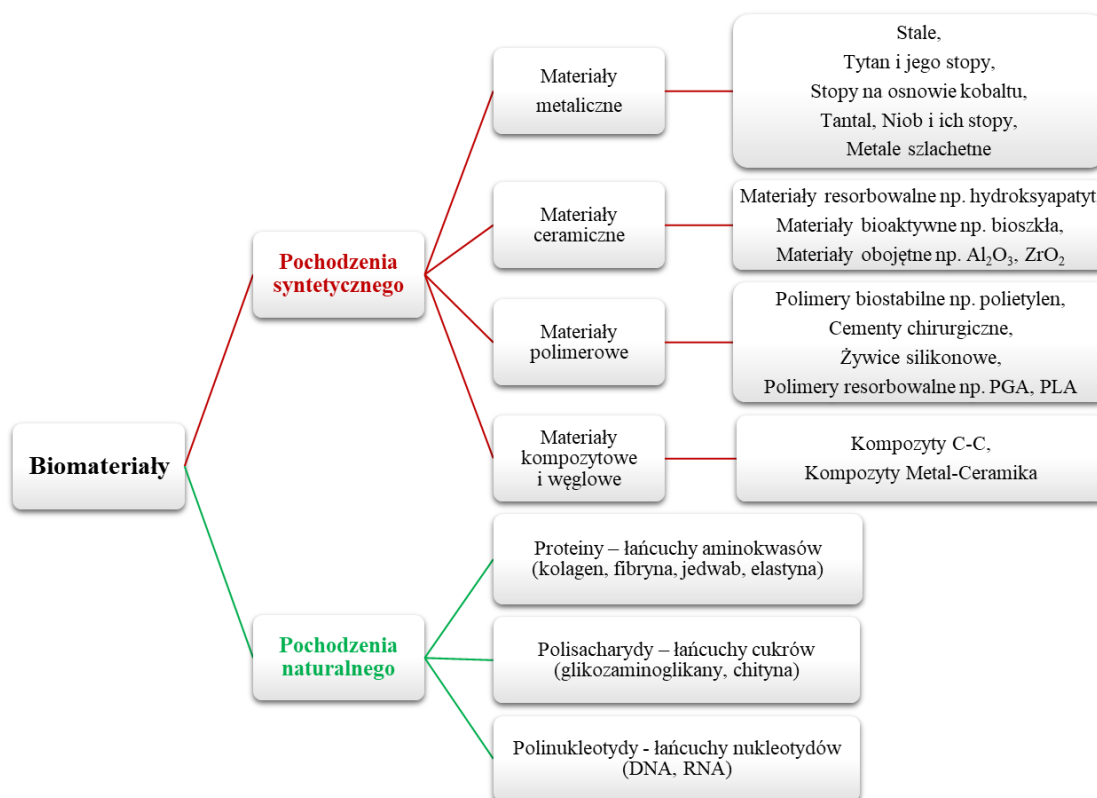 Biomateriały
Pochodzenia
syntetycznego
Materiały
metaliczne
Stale,
Tytan i jego stopy,
Stopy na osnowie kobaltu,
Tantal, Niob i ich stopy,
Metale szlachetne
Materiały
ceramiczne
Materiały resorbowalne np. hydroksyapatyt,
Materiały bioaktywne np. bioszkła,
Materiały obojętne np. Al₂O₃, ZrO₂
Materiały
polimerowe
Polimery biostabilne np. polietylen,
Cementy chirurgiczne,
Żywice silikonowe,
Polimery resorbowalne np. PGA, PLA
Materiały
kompozytowe
i węglowe
Kompozyty C-C,
Kompozyty Metal-Ceramika
Pochodzenia
naturalnego
Proteiny – łańcuchy aminokwasów
(kolagen, fibryna, jedwab, elastyna)
Polisacharydy – łańcuchy cukrów
(glikozaminoglikany, chityna)
Polinukleotydy - łańcuchy nukleotydów
(DNA, RNA)